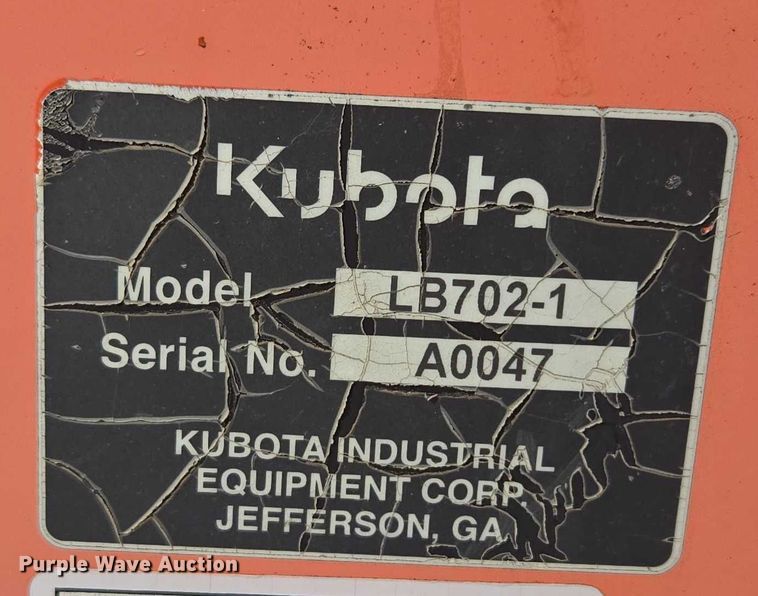 Kubota
Model LB702-1
Serial No. A0047
KUBOTA INDUSTRIAL
EQUIPMENT CORP.
JEFFERSON, GA
Purple Wave Auction